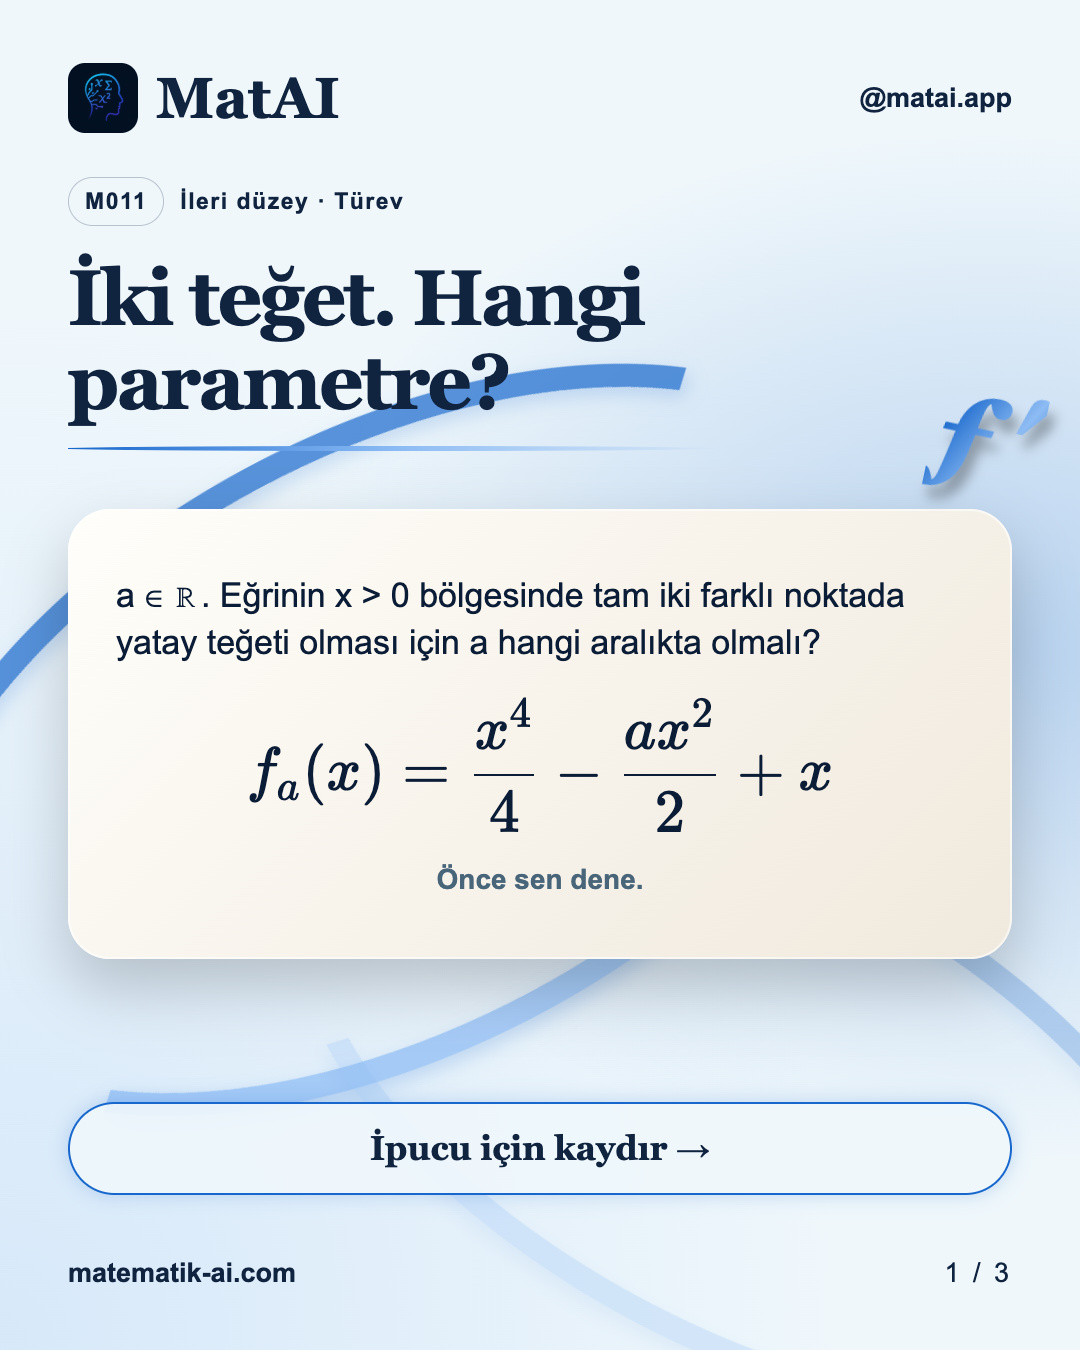 MatAI
@matai.app
M011 İleri düzey · Türev
İki teğet. Hangi
parametre?
f ′
a ∈ ℝ. Eğrinin x > 0 bölgesinde tam iki farklı noktada
yatay teğeti olması için a hangi aralıkta olmalı?
f_a(x) = x^4/4 − ax^2/2 + x
Önce sen dene.
İpucu için kaydır →
matematik-ai.com
1 / 3